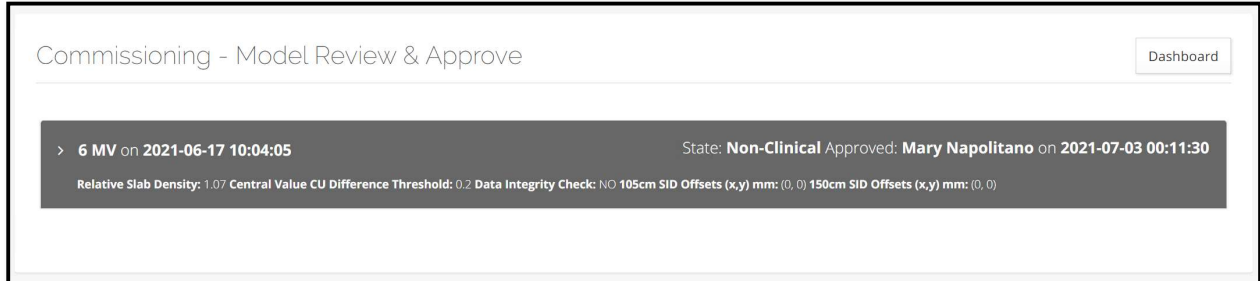 Commissioning - Model Review & Approve
Dashboard
> 6 MV on 2021-06-17 10:04:05 State: Non-Clinical Approved: Mary Napolitano on 2021-07-03 00:11:30
Relative Slab Density: 1.07 Central Value CU Difference Threshold: 0.2 Data Integrity Check: NO 105cm SID Offsets (x,y) mm: (0, 0) 150cm SID Offsets (x,y) mm: (0, 0)